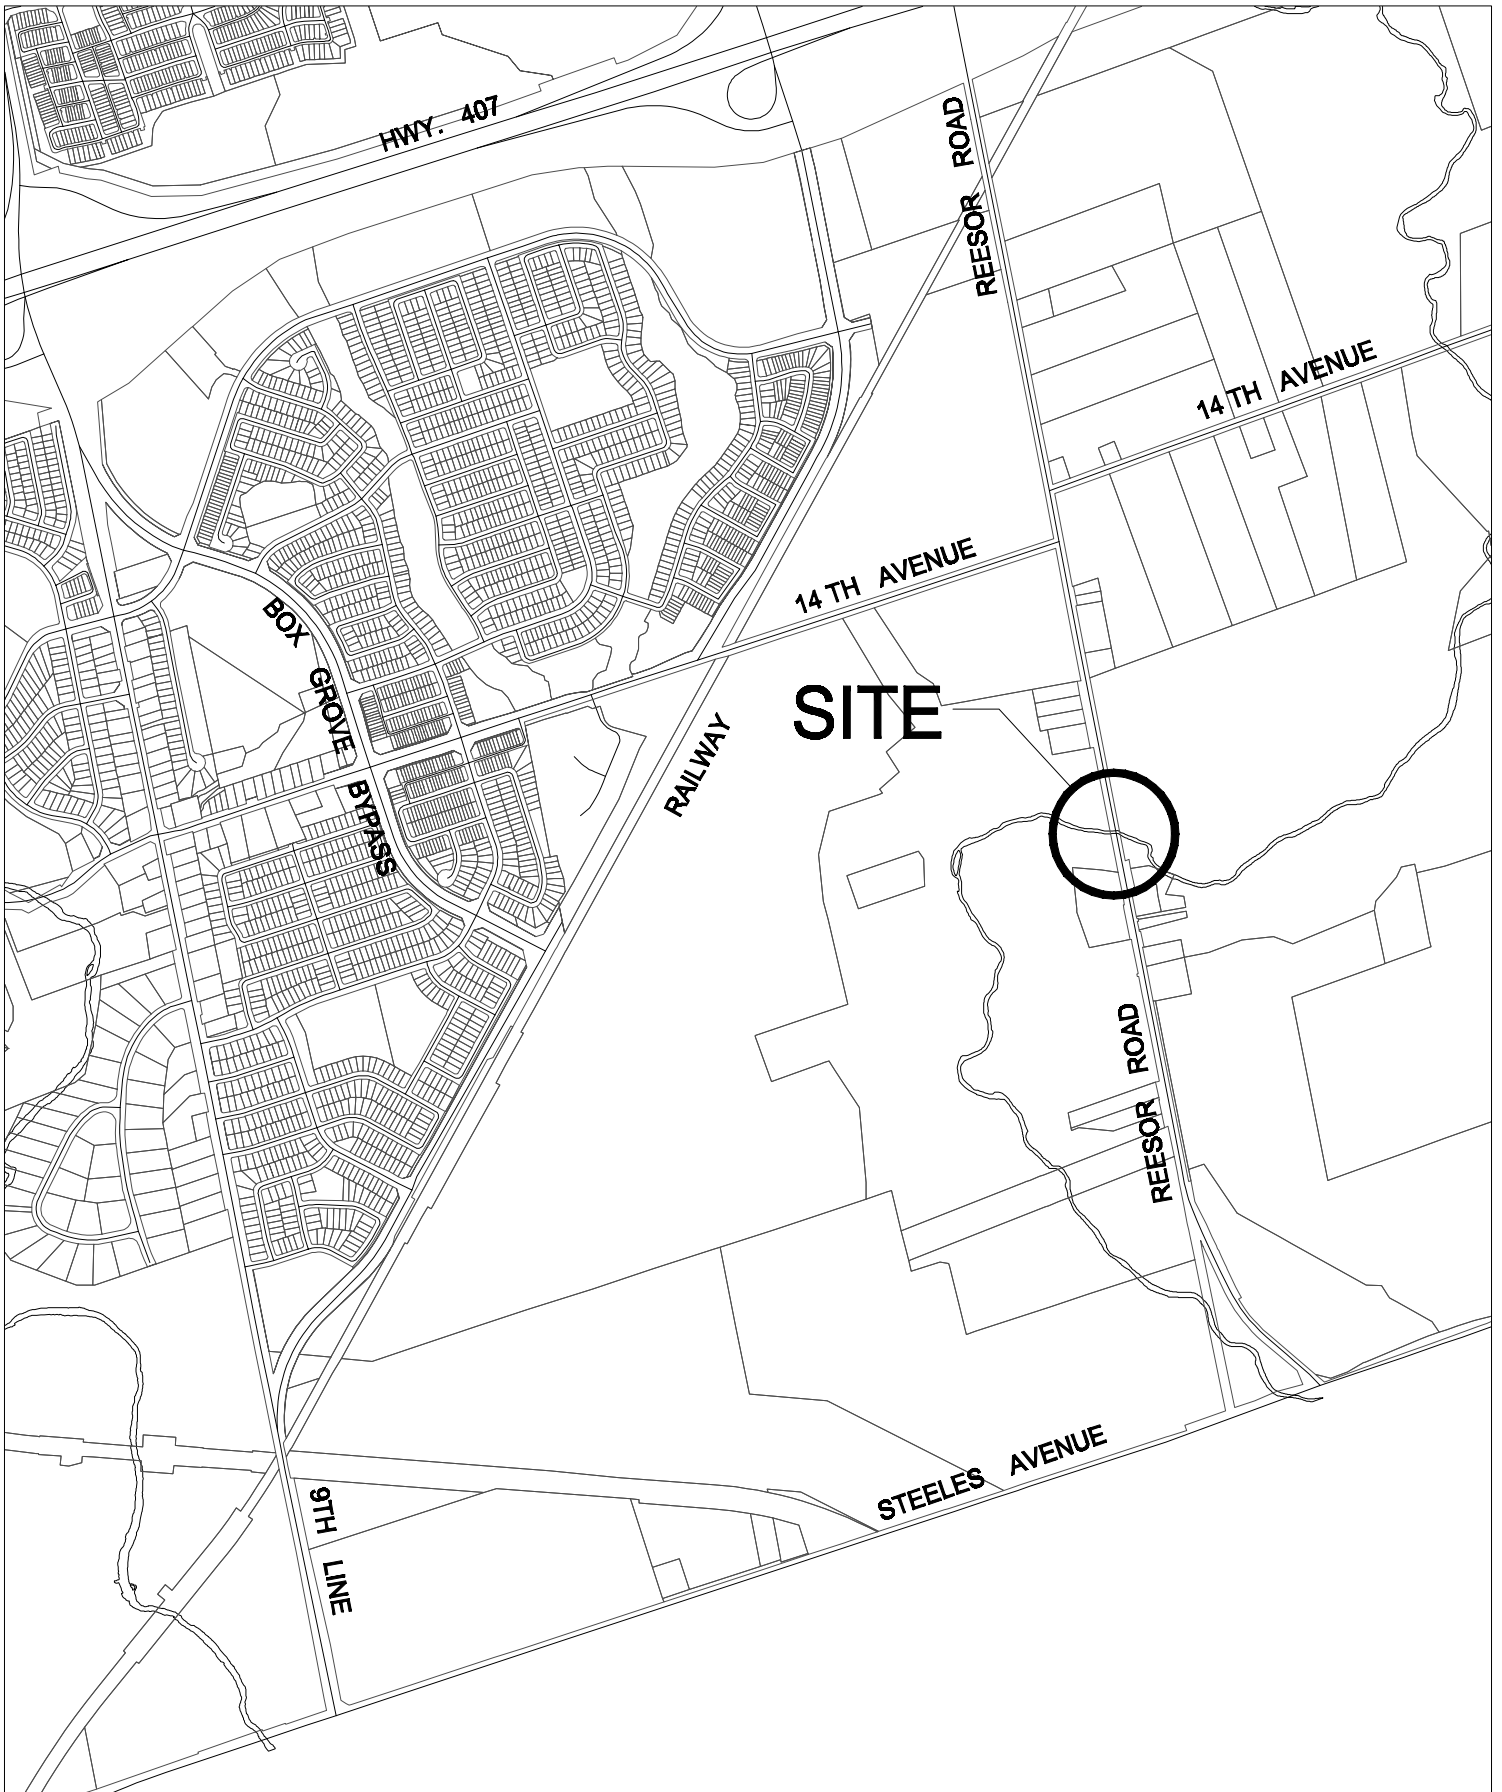 HWY. 407
REESOR ROAD
14 TH AVENUE
14 TH AVENUE
BOX GROVE BYPASS
SITE
RAILWAY
REESOR ROAD
STEELES AVENUE
9TH LINE